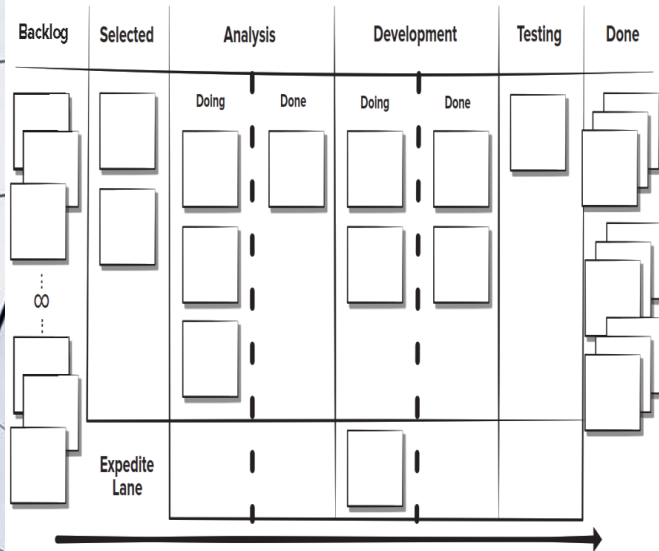 Backlog
Selected
Analysis
Development
Testing
Done
Doing
Done
Doing
Done
∞
Expedite
Lane